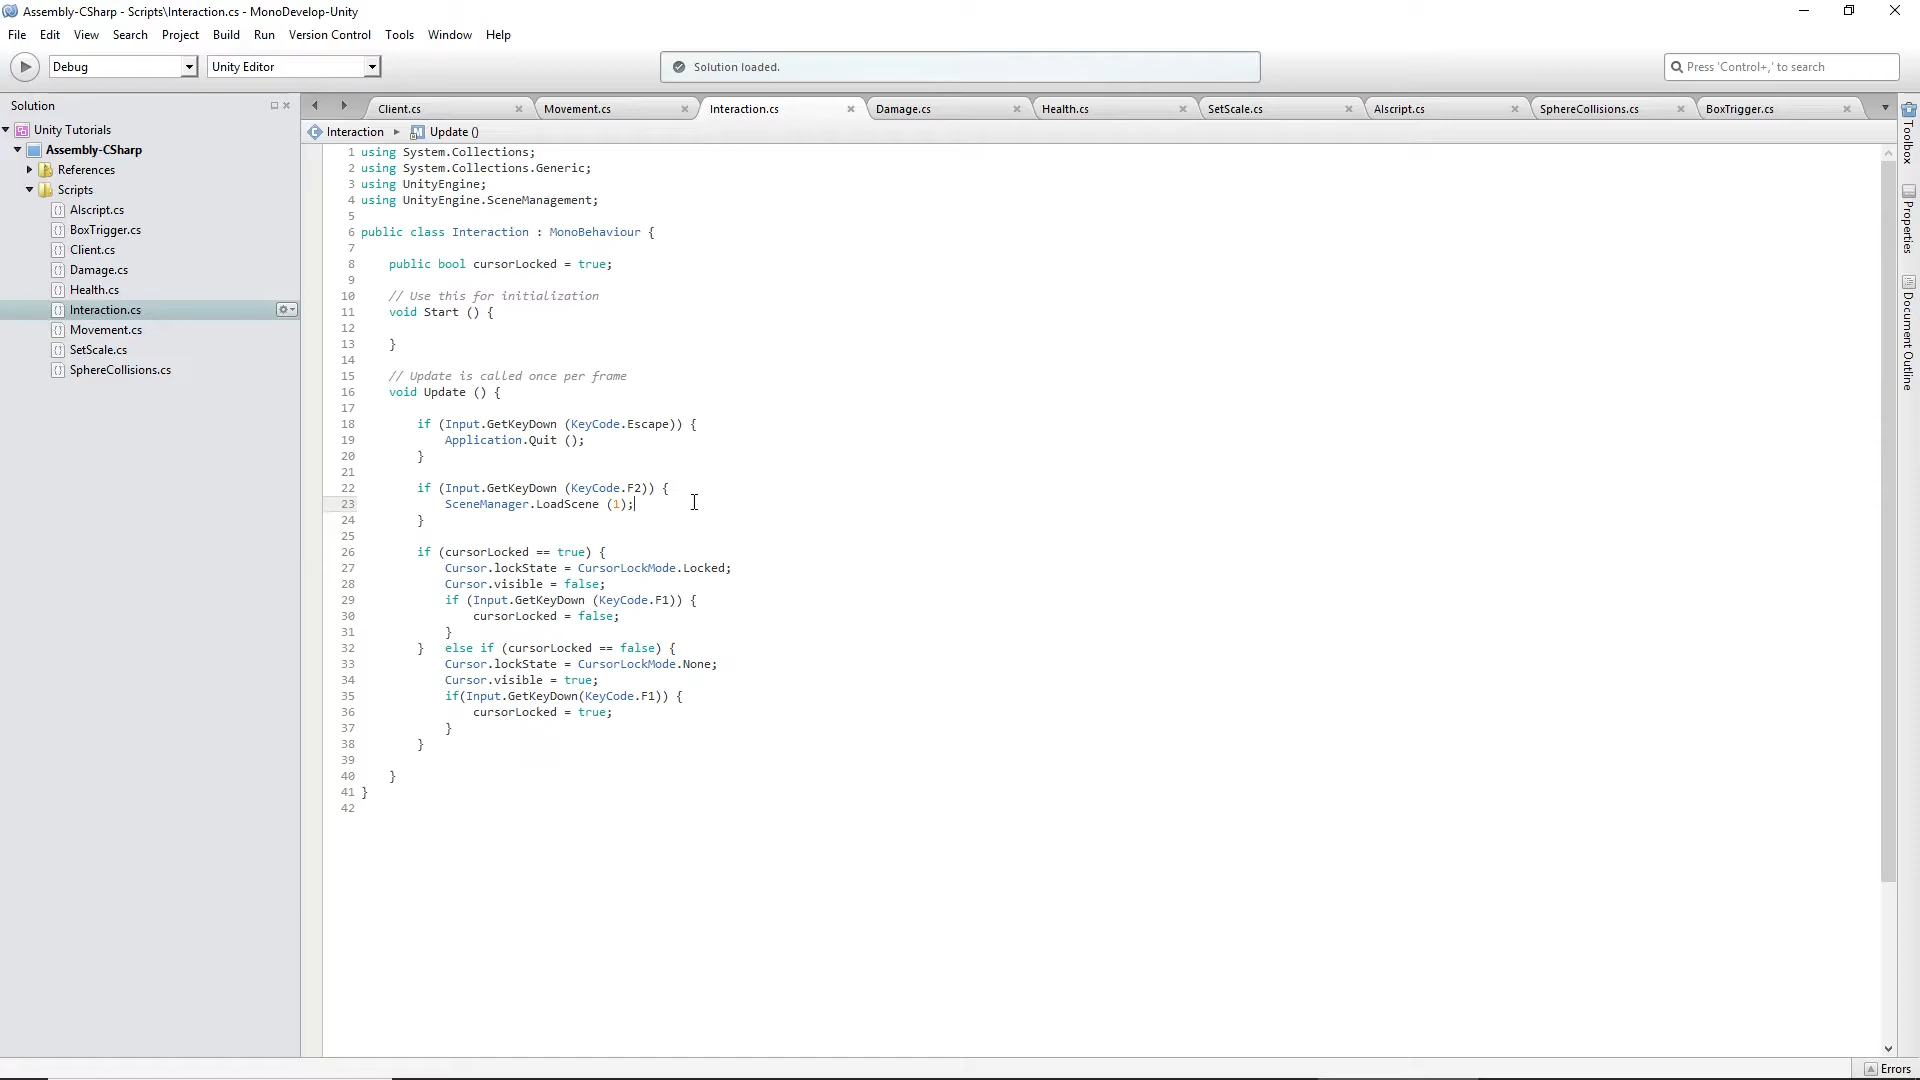 Assembly-CSharp - Scripts\Interaction.cs - MonoDevelop-Unity
File Edit View Search Project Build Run Version Control Tools Window Help
Debug Unity Editor Solution loaded. Press 'Control+,' to search
Solution
Unity Tutorials
Assembly-CSharp
References
Scripts
AIscript.cs
BoxTrigger.cs
Client.cs
Damage.cs
Health.cs
Interaction.cs
Movement.cs
SetScale.cs
SphereCollisions.cs
Client.cs Movement.cs Interaction.cs Damage.cs Health.cs SetScale.cs AIscript.cs SphereCollisions.cs BoxTrigger.cs
Interaction Update ()
1 using System.Collections;
2 using System.Collections.Generic;
3 using UnityEngine;
4 using UnityEngine.SceneManagement;
5
6 public class Interaction : MonoBehaviour {
7
8 public bool cursorLocked = true;
9
10 // Use this for initialization
11 void Start () {
12
13 }
14
15 // Update is called once per frame
16 void Update () {
17
18 if (Input.GetKeyDown (KeyCode.Escape)) {
19 Application.Quit ();
20 }
21
22 if (Input.GetKeyDown (KeyCode.F2)) {
23 SceneManager.LoadScene (1);
24 }
25
26 if (cursorLocked == true) {
27 Cursor.lockState = CursorLockMode.Locked;
28 Cursor.visible = false;
29 if (Input.GetKeyDown (KeyCode.F1)) {
30 cursorLocked = false;
31 }
32 } else if (cursorLocked == false) {
33 Cursor.lockState = CursorLockMode.None;
34 Cursor.visible = true;
35 if(Input.GetKeyDown(KeyCode.F1)) {
36 cursorLocked = true;
37 }
38 }
39
40 }
41 }
42
Toolbox
Properties
Document Outline
Errors